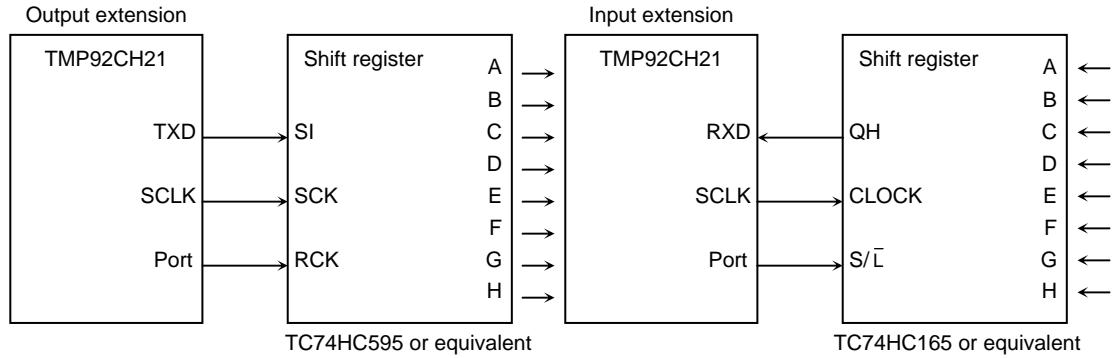 Output extension
TMP92CH21
TXD
SCLK
Port
Shift register
SI
SCK
RCK
A
B
C
D
E
F
G
H
TC74HC595 or equivalent
Input extension
TMP92CH21
RXD
SCLK
Port
Shift register
QH
CLOCK
S/L̅
A
B
C
D
E
F
G
H
TC74HC165 or equivalent